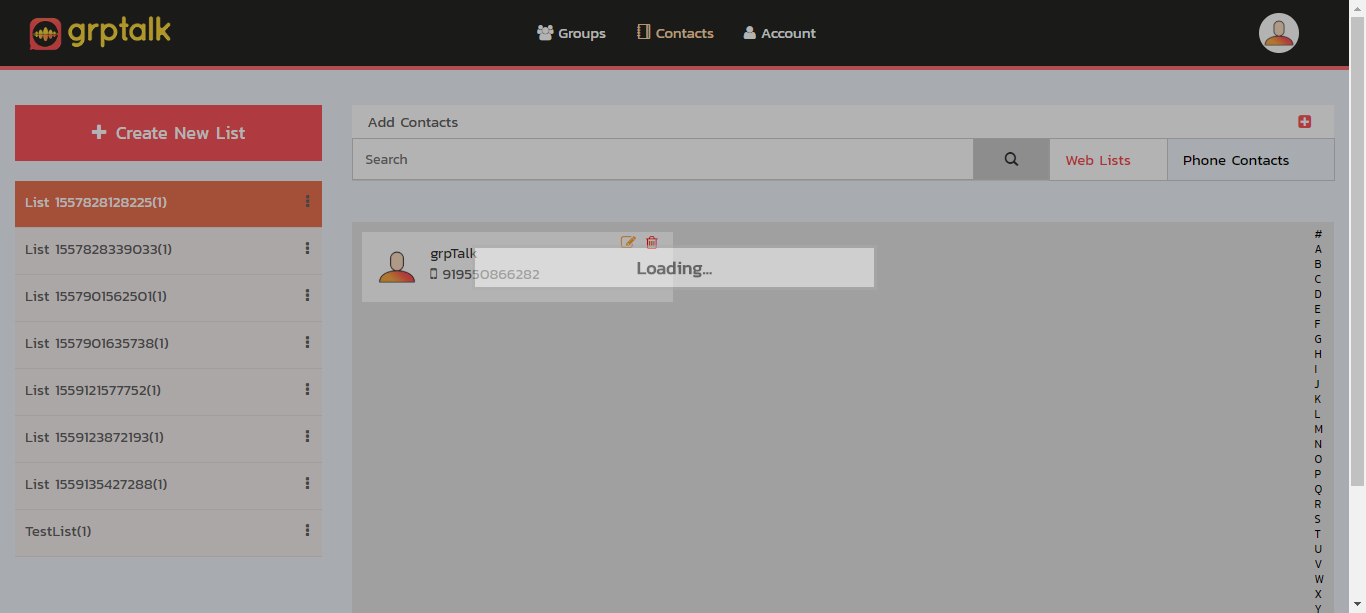 grptalk
Groups
Contacts
Account
Create New List
List 1557828128225(1)
List 1557828339033(1)
List 1557901562501(1)
List 1557901635738(1)
List 1559121577752(1)
List 1559123872193(1)
List 1559135427288(1)
TestList(1)
Add Contacts
Search
Web Lists
Phone Contacts
grpTalk
919550866282
Loading...
#
A
B
C
D
E
F
G
H
I
J
K
L
M
N
O
P
Q
R
S
T
U
V
W
X
Y